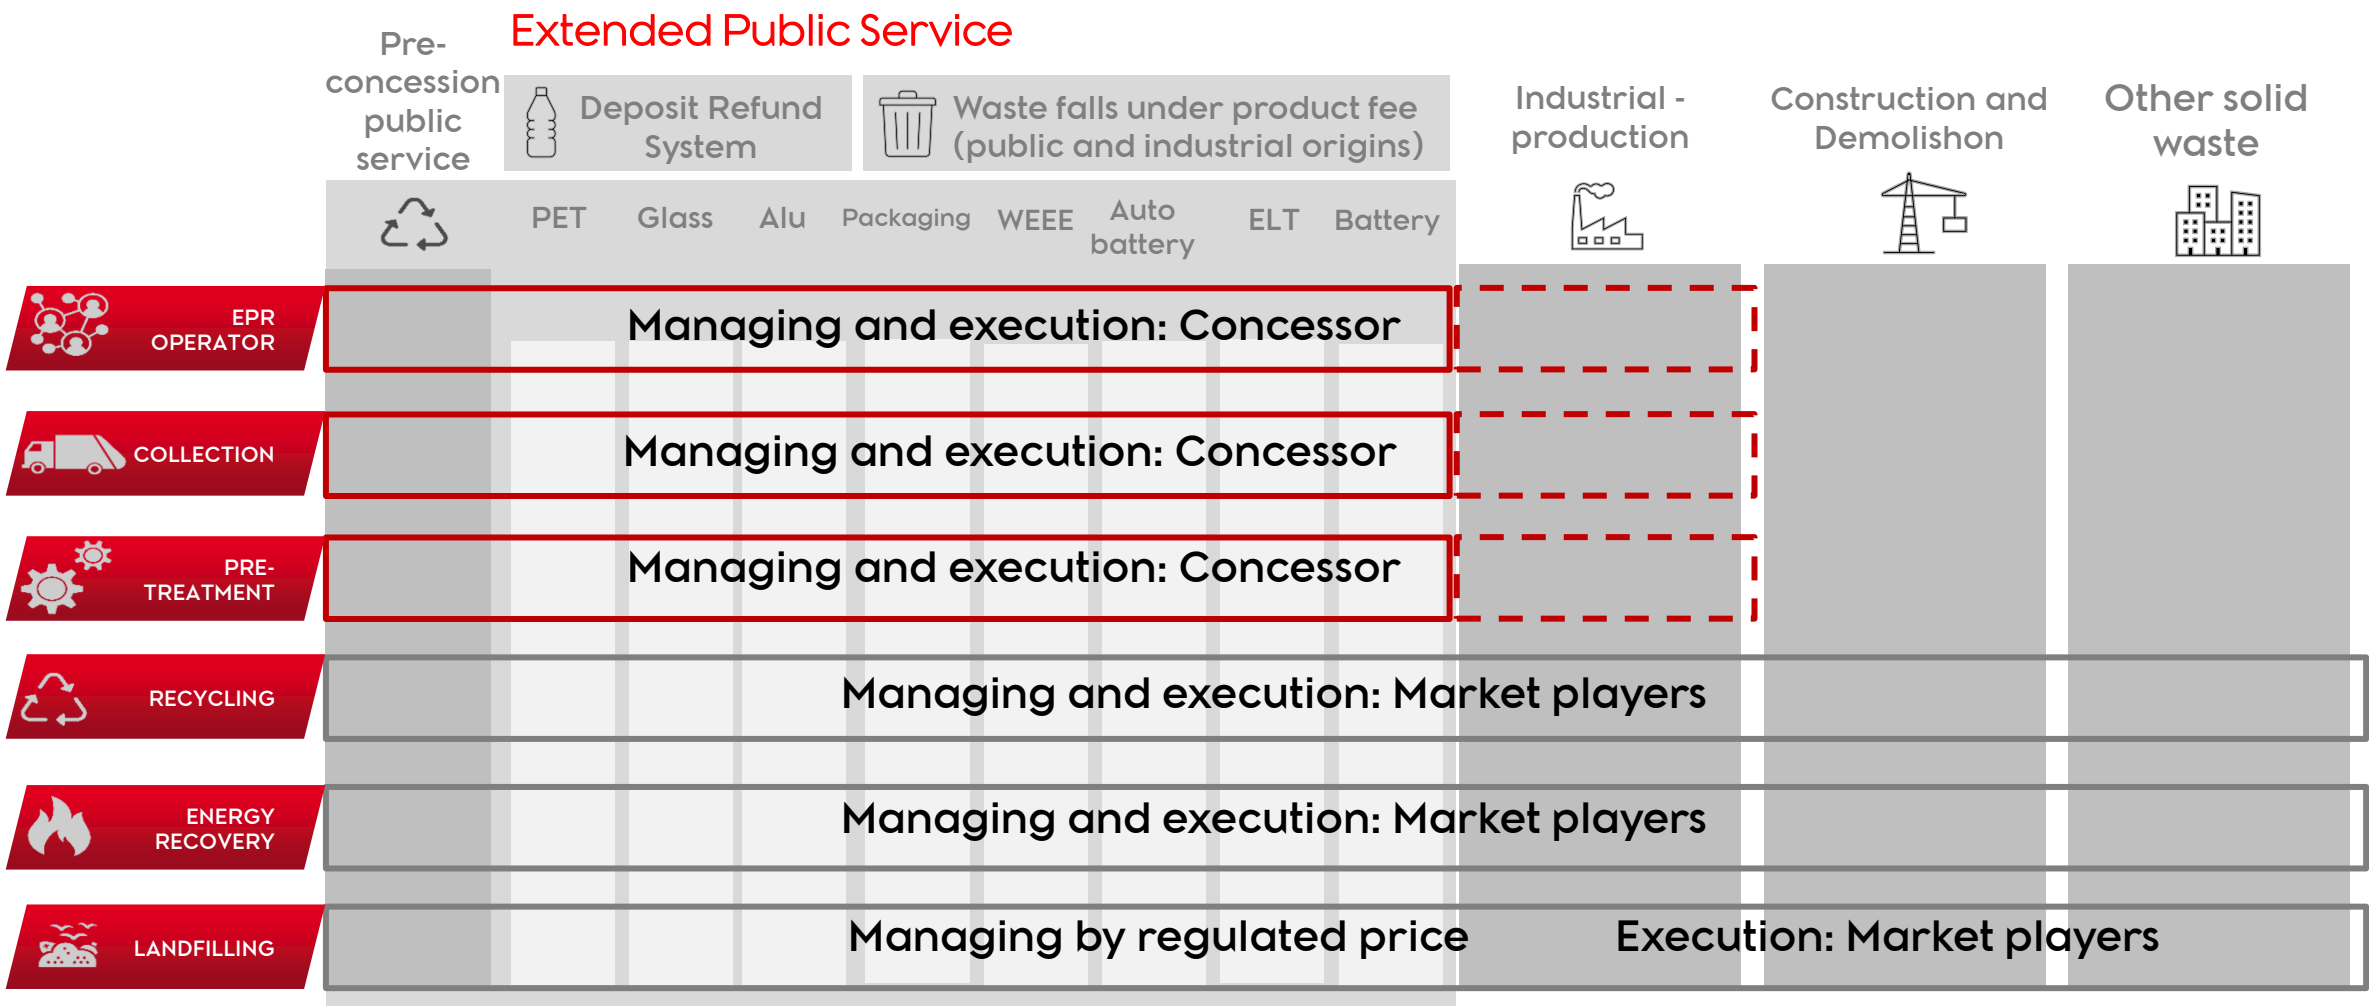 Extended Public Service
Pre-
concession
public
service
Deposit Refund
System
Waste falls under product fee
(public and industrial origins)
Industrial -
production
Construction and
Demolishon
Other solid
waste
PET
Glass
Alu
Packaging
WEEE
Auto
battery
ELT
Battery
EPR
OPERATOR
Managing and execution: Concessor
COLLECTION
Managing and execution: Concessor
PRE-
TREATMENT
Managing and execution: Concessor
RECYCLING
Managing and execution: Market players
ENERGY
RECOVERY
Managing and execution: Market players
LANDFILLING
Managing by regulated price
Execution: Market players